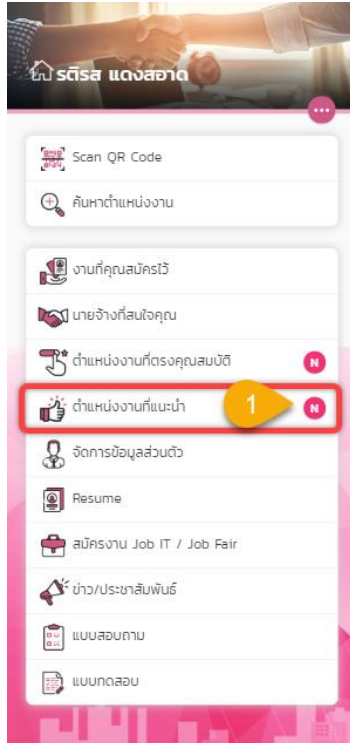 รติรส แดงสอาด
Scan QR Code
ค้นหาตำแหน่งงาน
งานที่คุณสมัครไว้
นายจ้างที่สนใจคุณ
ตำแหน่งงานที่ตรงคุณสมบัติ N
ตำแหน่งงานที่แนะนำ 1 N
จัดการข้อมูลส่วนตัว
Resume
สมัครงาน Job IT / Job Fair
ข่าว/ประชาสัมพันธ์
แบบสอบถาม
แบบทดสอบ